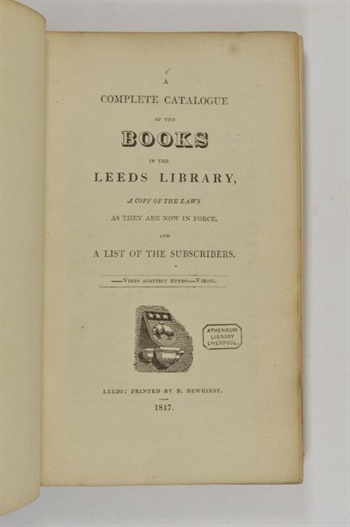 A
COMPLETE CATALOGUE
OF THE
BOOKS
IN THE
LEEDS LIBRARY,
A COPY OF THE LAWS
AS THEY ARE NOW IN FORCE,
AND
A LIST OF THE SUBSCRIBERS.
——VIRES ACQUIRIT EUNDO.—VIRGIL.
ATHENÆUM
LIBRARY
LIVERPOOL.
LEEDS: PRINTED BY B. DEWHIRST.
1817.